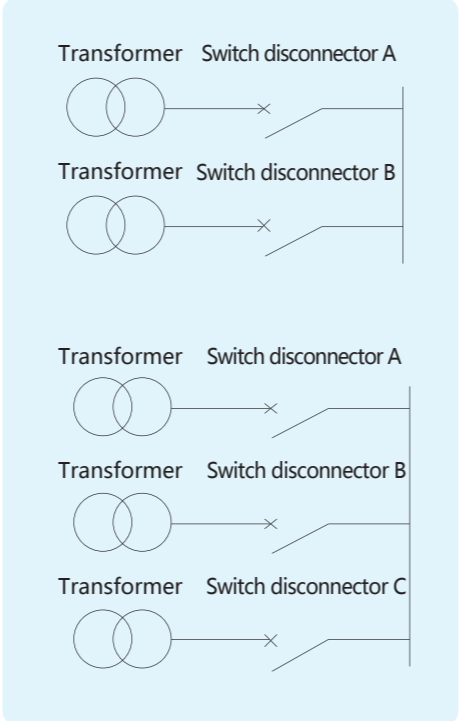 Transformer Switch disconnector A
Transformer Switch disconnector B
Transformer Switch disconnector A
Transformer Switch disconnector B
Transformer Switch disconnector C